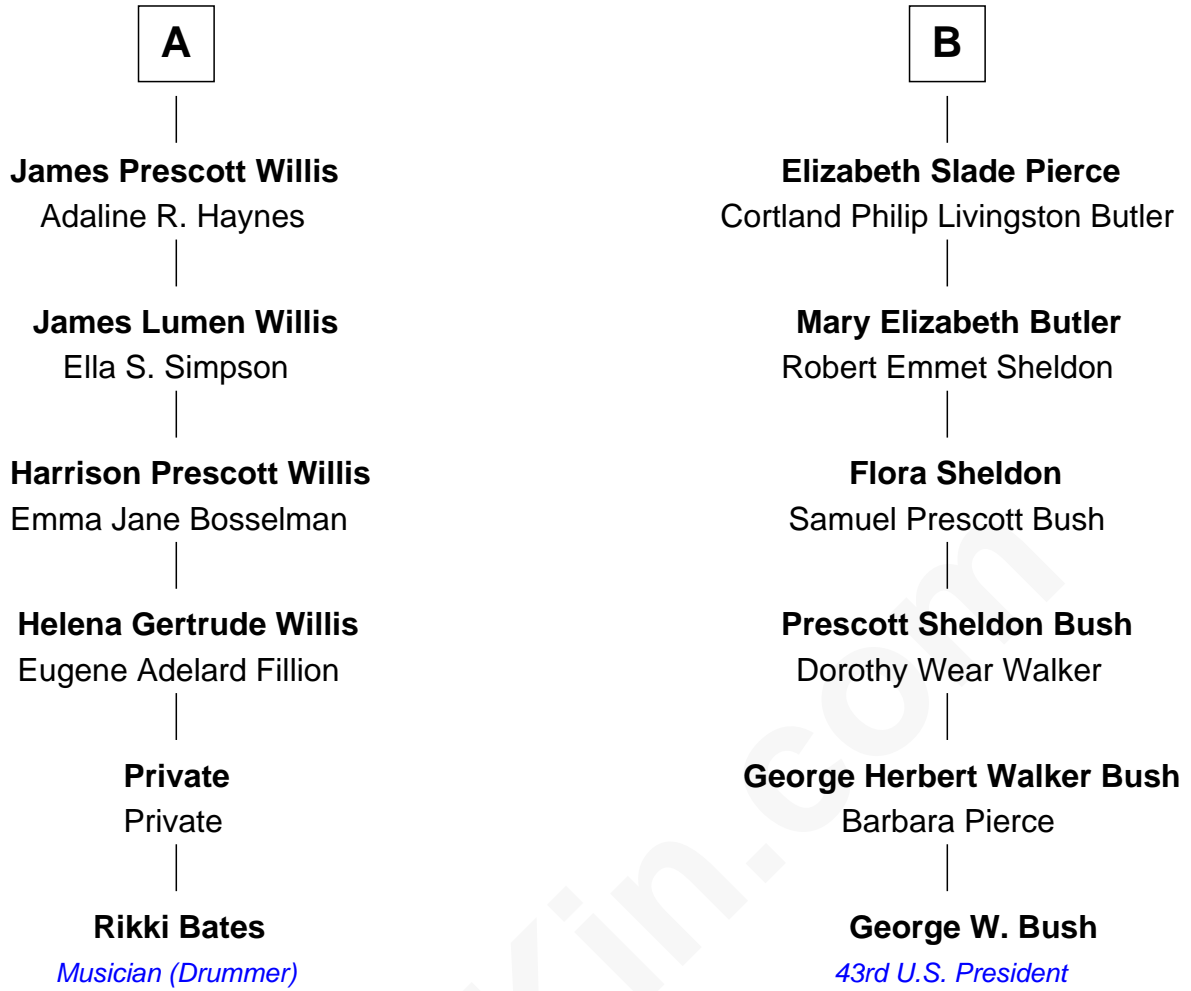 A
James Prescott Willis
Adaline R. Haynes
James Lumen Willis
Ella S. Simpson
Harrison Prescott Willis
Emma Jane Bosselman
Helena Gertrude Willis
Eugene Adelard Fillion
Private
Private
Rikki Bates
Musician (Drummer)
B
Elizabeth Slade Pierce
Cortland Philip Livingston Butler
Mary Elizabeth Butler
Robert Emmet Sheldon
Flora Sheldon
Samuel Prescott Bush
Prescott Sheldon Bush
Dorothy Wear Walker
George Herbert Walker Bush
Barbara Pierce
George W. Bush
43rd U.S. President
Kin.com